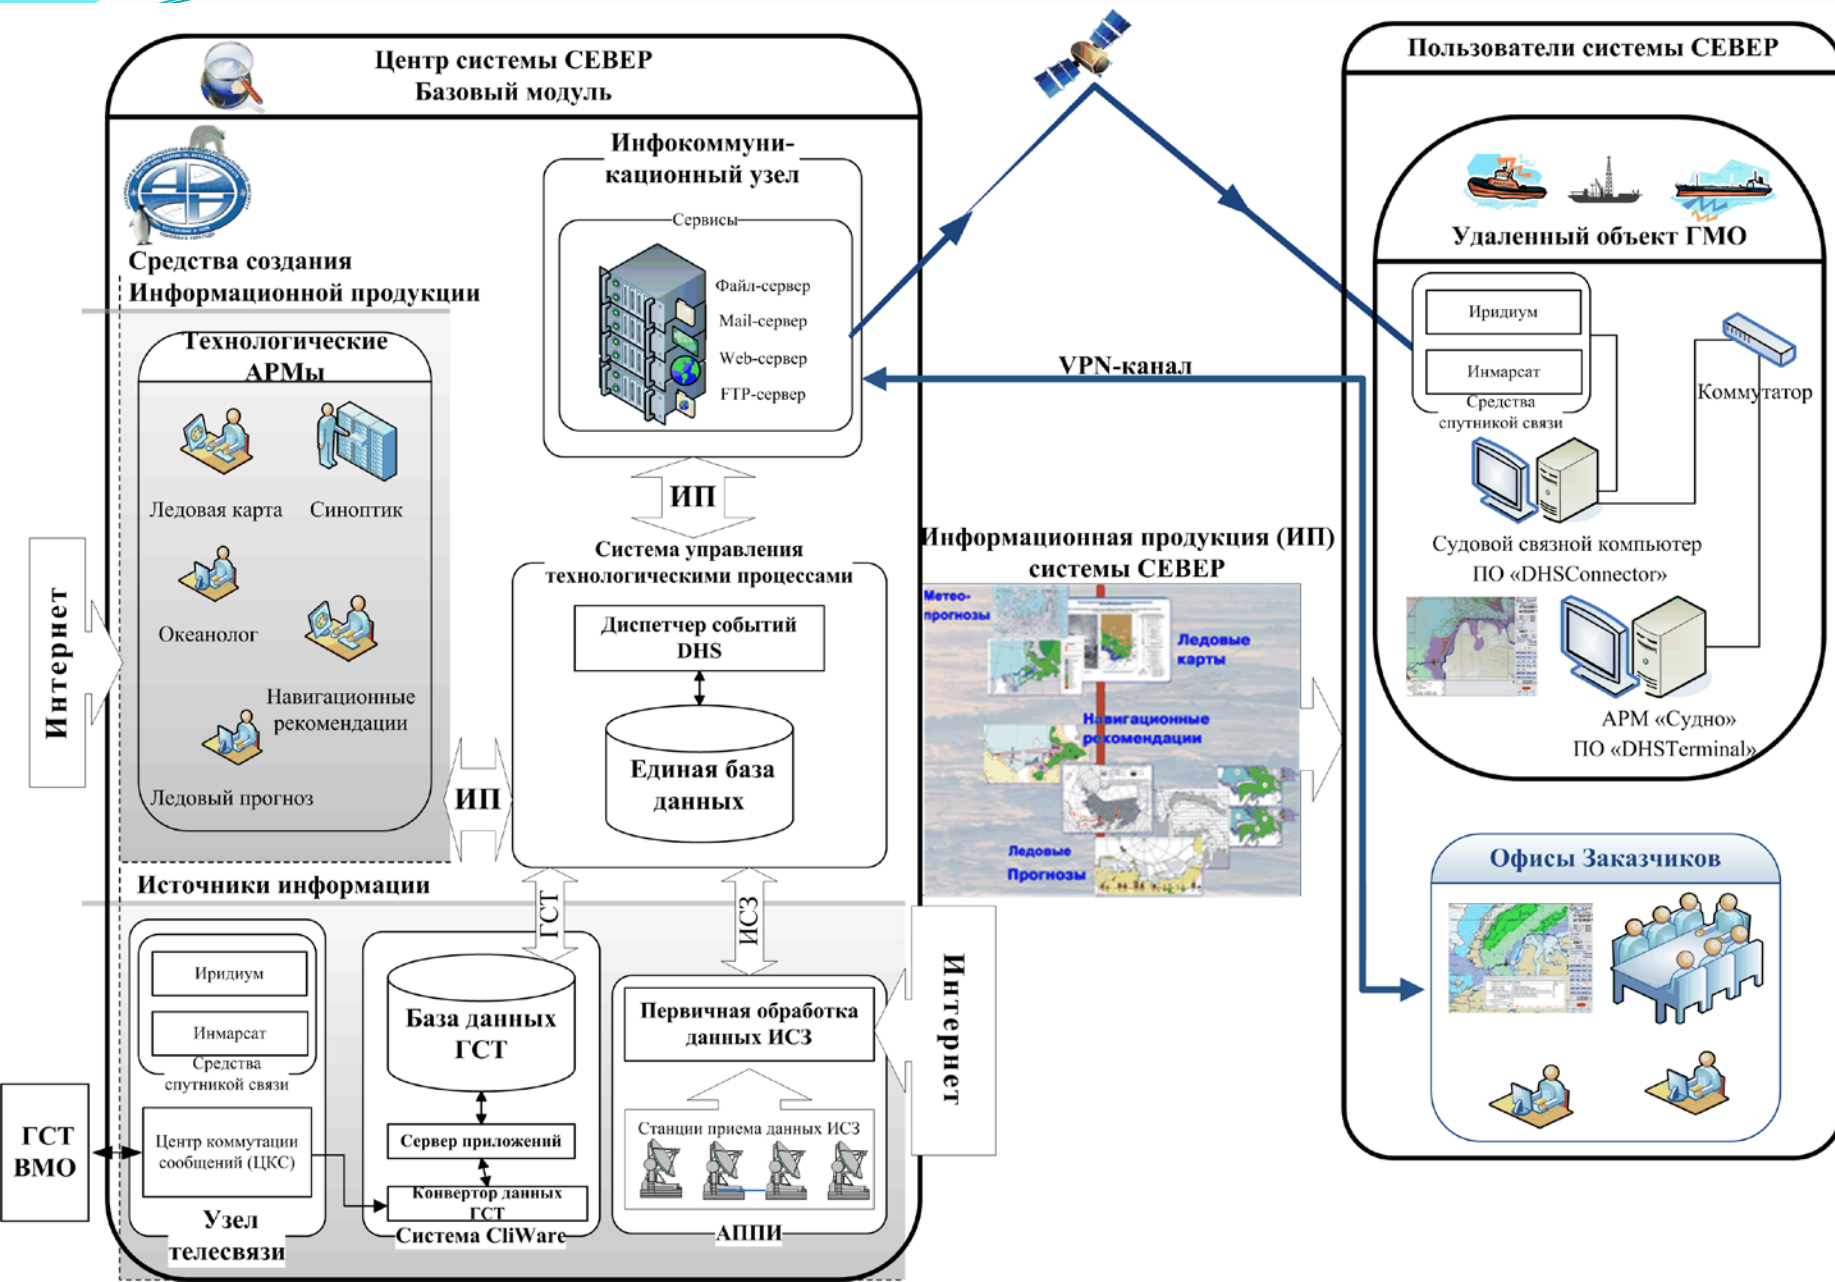 Центр системы СЕВЕР
Базовый модуль
Инфокоммуни-
кационный узел
Сервисы
Файл-сервер
Mail-сервер
Web-сервер
FTP-сервер
Средства создания
Информационной продукции
Технологические
АРМы
Ледовая карта
Синоптик
Океанолог
Навигационные
рекомендации
Ледовый прогноз
Интернет
ИП
ИП
Система управления
технологическими процессами
Диспетчер событий
DHS
Единая база
данных
ГСТ
ИСЗ
Источники информации
Иридиум
Инмарсат
Средства
спутникой связи
Центр коммутации
сообщений (ЦКС)
Узел
телесвязи
ГСТ
ВМО
База данных
ГСТ
Сервер приложений
Конвертор данных
ГСТ
Система CliWare
Первичная обработка
данных ИСЗ
Станции приема данных ИСЗ
АППИ
Интернет
VPN-канал
Информационная продукция (ИП)
системы СЕВЕР
Метео-
прогнозы
Ледовые
карты
Навигационные
рекомендации
Ледовые
Прогнозы
Пользователи системы СЕВЕР
Удаленный объект ГМО
Иридиум
Инмарсат
Средства
спутникой связи
Коммутатор
Судовой связной компьютер
ПО «DHSConnector»
АРМ «Судно»
ПО «DHSTerminal»
Офисы Заказчиков